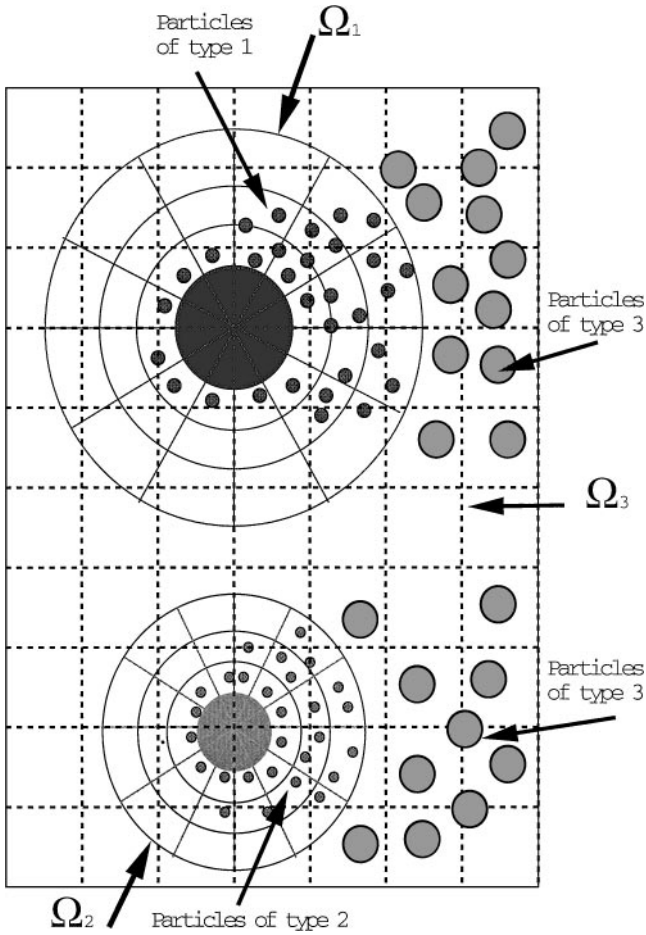 Particles
of type 1
Ω1
Particles
of type 3
Ω3
Particles
of type 3
Ω2
Particles of type 2